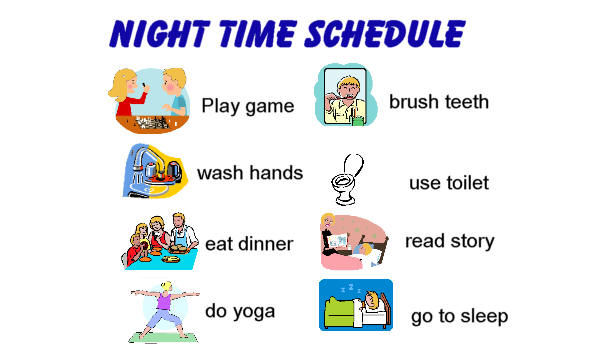 NIGHT TIME SCHEDULE
Play game
wash hands
eat dinner
do yoga
brush teeth
use toilet
read story
go to sleep